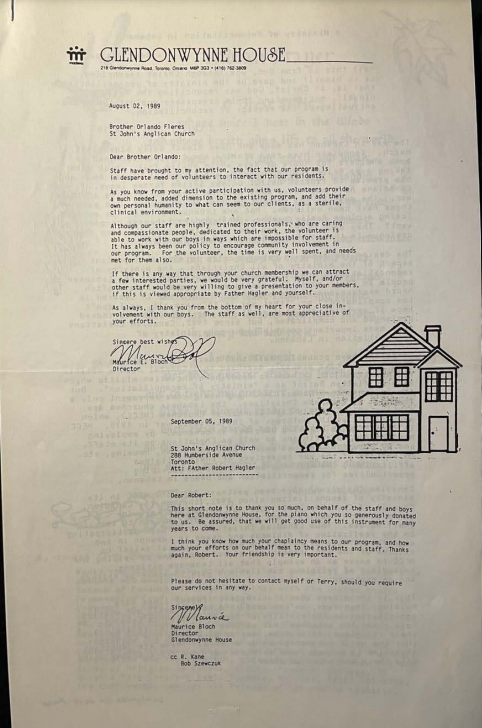 GLENDONWYNNE HOUSE
216 Glendonwynne Road, Toronto, Ontario M6P 3G3 • (416) 762-3809
August 02, 1989
Brother Orlando Flores
St John's Anglican Church
Dear Brother Orlando:
Staff have brought to my attention, the fact that our program is
in desperate need of volunteers to interact with our residents.
As you know from your active participation with us, volunteers provide
a much needed, added dimension to the existing program, and add their
own personal humanity to what can seem to our clients, as a sterile,
clinical environment.
Although our staff are highly trained professionals, who are caring
and compassionate people, dedicated to their work, the volunteer is
able to work with our boys in ways which are impossible for staff.
It has always been our policy to encourage community involvement in
our program. For the volunteer, the time is very well spent, and needs
met for them also.
If there is any way that through your church membership we can attract
a few interested parties, we would be very grateful. Myself, and/or
other staff would be very willing to give a presentation to your members,
if this is viewed appropriate by Father Hagler and yourself.
As always, I thank you from the bottom of my heart for your close in-
volvement with our boys. The staff as well, are most appreciative of
your efforts.
Sincere best wishes
Maurice E. Bloch
Director
September 05, 1989
St John's Anglican Church
288 Humberside Avenue
Toronto
Att: FAther Robert Hagler
Dear Robert:
This short note is to thank you so much, on behalf of the staff and boys
here at Glendonwynne House, for the piano which you so generously donated
to us. Be assured, that we will get good use of this instrument for many
years to come.
I think you know how much your chaplaincy means to our program, and how
much your efforts on our behalf mean to the residents and staff. Thanks
again, Robert. Your friendship is very important.
Please do not hesitate to contact myself or Terry, should you require
our services in any way.
Sincerely
Maurice
Maurice Bloch
Director
Glendonwynne House
cc R. Kane
Bob Szewczuk